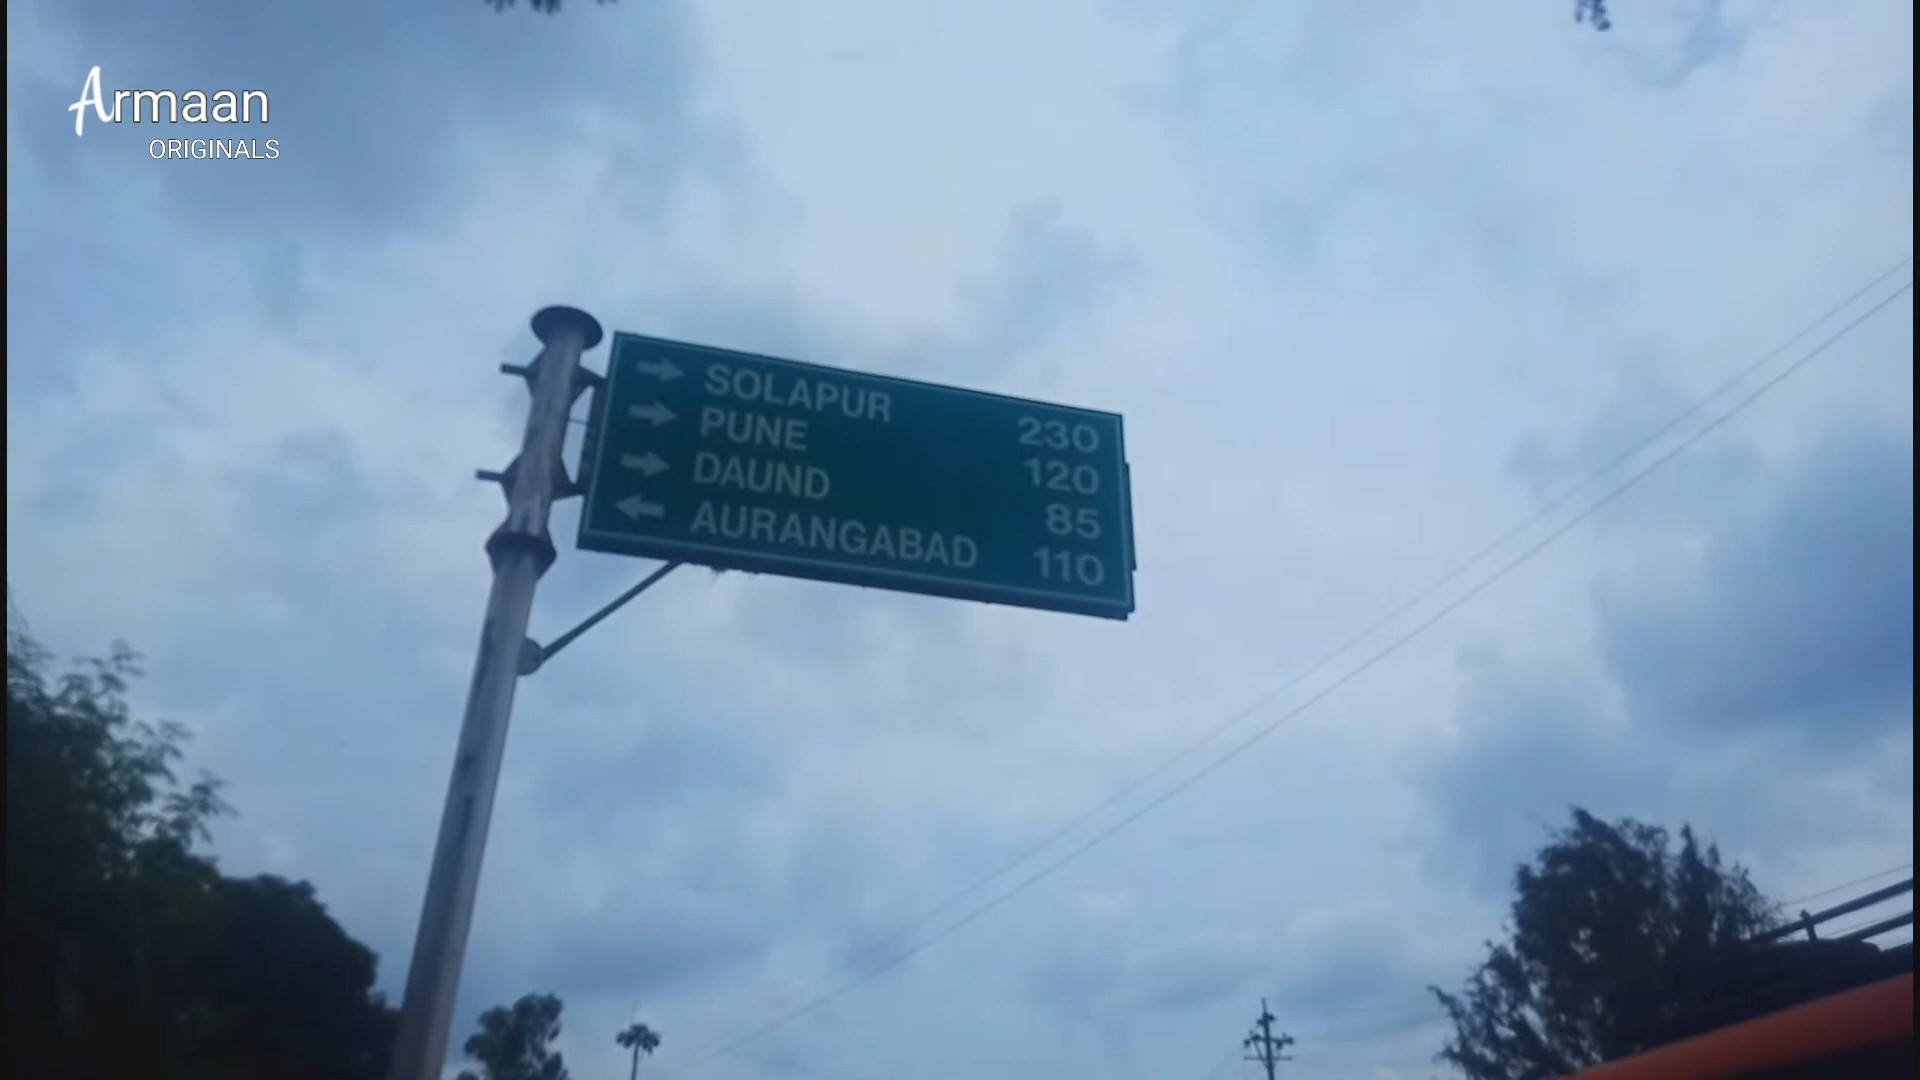 Armaan
ORIGINALS
→ SOLAPUR 230
→ PUNE 120
→ DAUND 85
← AURANGABAD 110